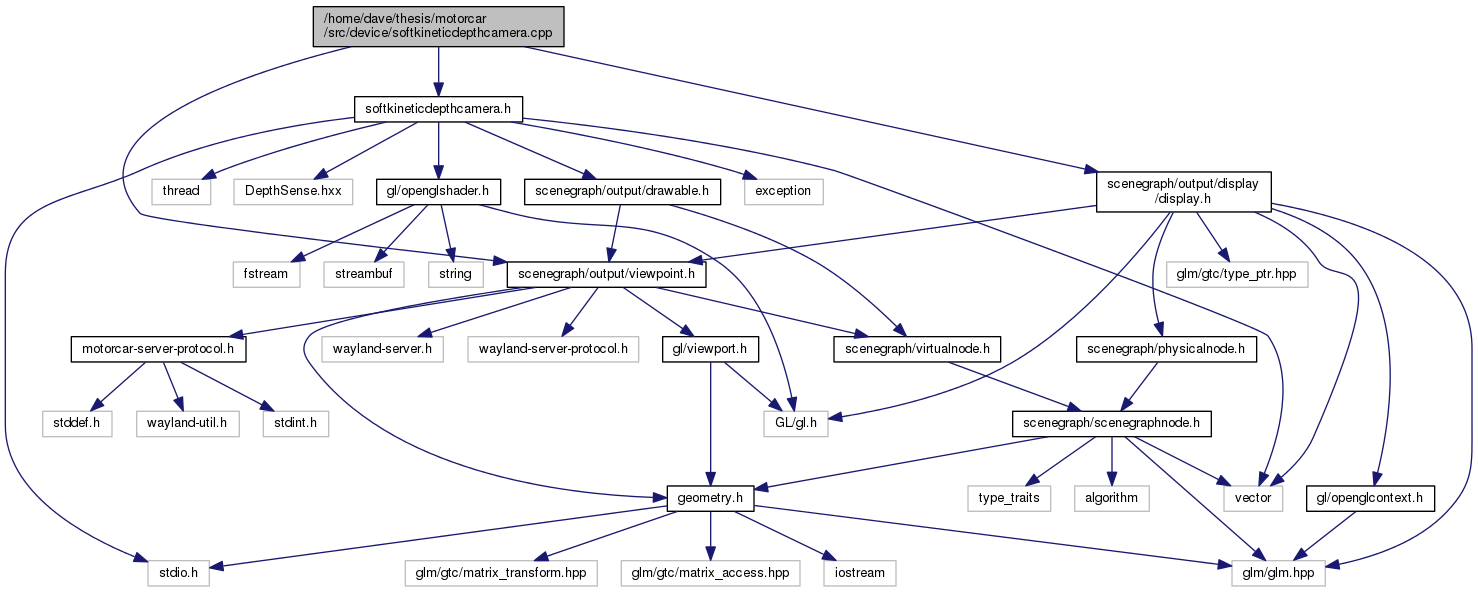 /home/dave/thesis/motorcar
/src/device/softkineticdepthcamera.cpp
softkineticdepthcamera.h
thread
DepthSense.hxx
gl/openglshader.h
scenegraph/output/drawable.h
exception
scenegraph/output/display
/display.h
fstream
streambuf
string
scenegraph/output/viewpoint.h
glm/gtc/type_ptr.hpp
motorcar-server-protocol.h
wayland-server.h
wayland-server-protocol.h
gl/viewport.h
scenegraph/virtualnode.h
scenegraph/physicalnode.h
stddef.h
wayland-util.h
stdint.h
GL/gl.h
scenegraph/scenegraphnode.h
geometry.h
type_traits
algorithm
vector
gl/openglcontext.h
stdio.h
glm/gtc/matrix_transform.hpp
glm/gtc/matrix_access.hpp
iostream
glm/glm.hpp